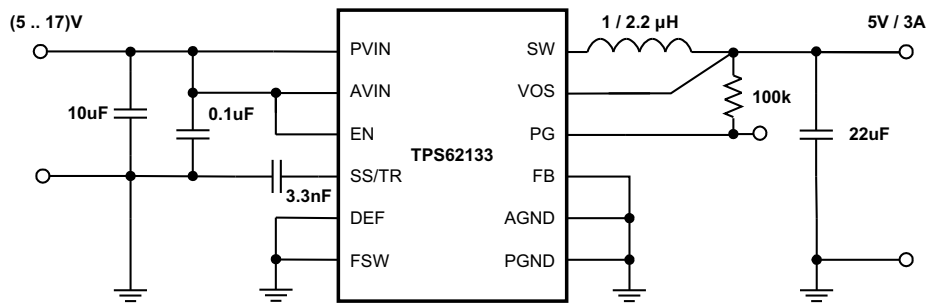 (5 .. 17)V
1 / 2.2 µH
5V / 3A
PVIN
SW
AVIN
VOS
10uF
0.1uF
100k
EN
PG
22uF
TPS62133
SS/TR
FB
3.3nF
DEF
AGND
FSW
PGND